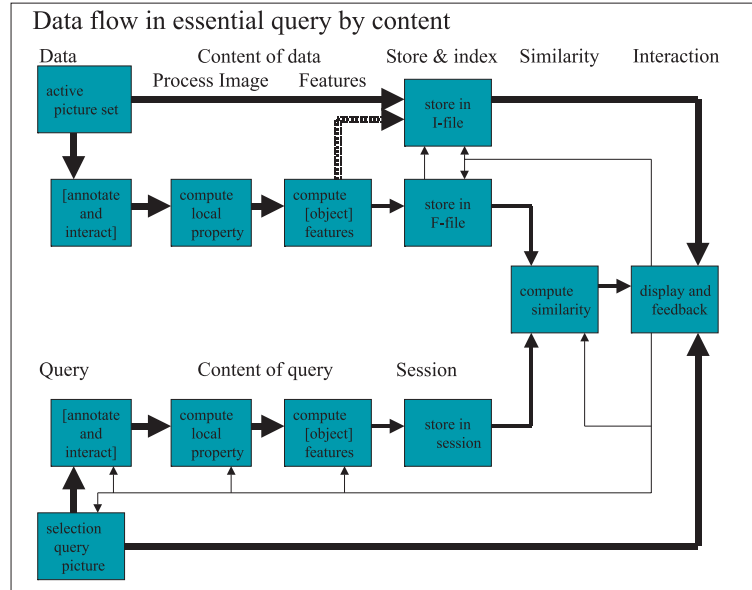 Data flow in essential query by content
Data
Content of data
Store & index
Similarity
Interaction
Process Image
Features
active
picture set
store in
I-file
[annotate
and
interact]
compute
local
property
compute
[object]
features
store in
F-file
compute
similarity
display and
feedback
Query
Content of query
Session
[annotate
and
interact]
compute
local
property
compute
[object]
features
store in
session
selection
query
picture